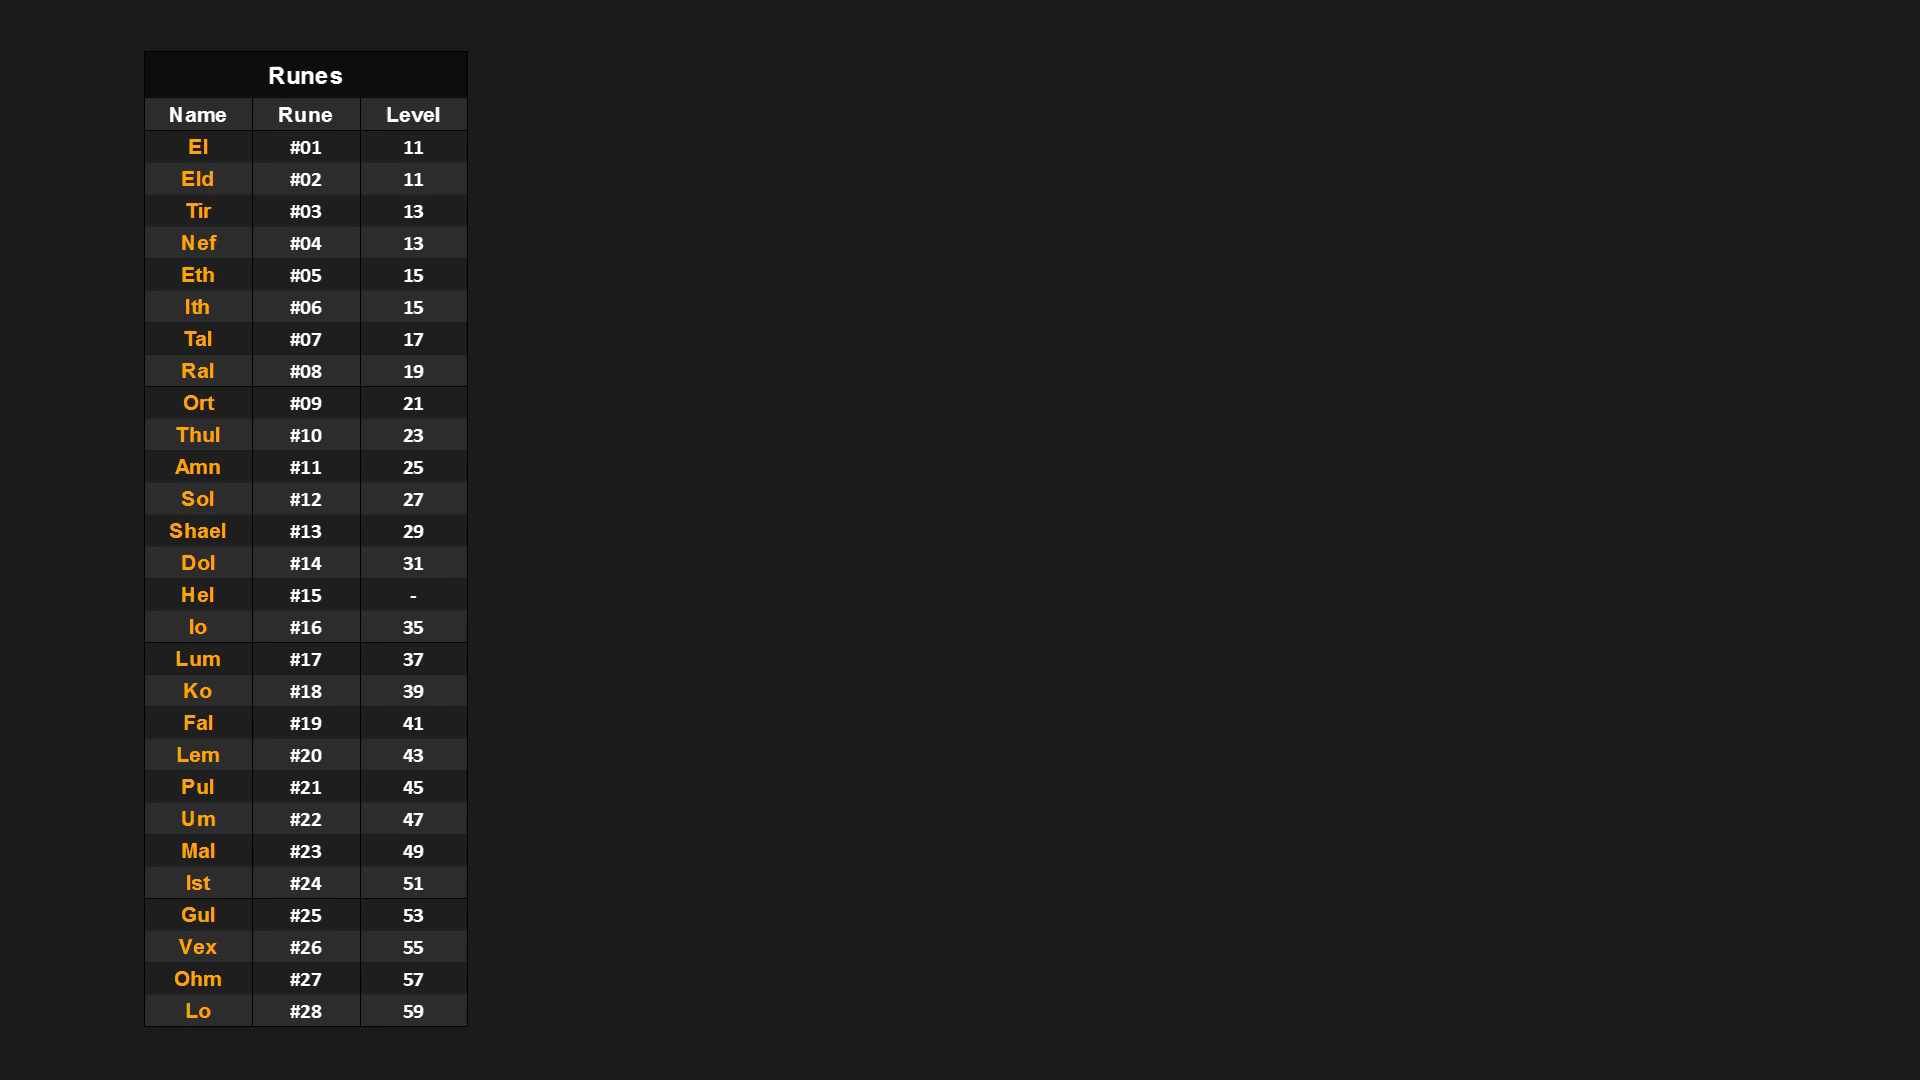 Runes
Name Rune Level
El #01 11
Eld #02 11
Tir #03 13
Nef #04 13
Eth #05 15
Ith #06 15
Tal #07 17
Ral #08 19
Ort #09 21
Thul #10 23
Amn #11 25
Sol #12 27
Shael #13 29
Dol #14 31
Hel #15 -
Io #16 35
Lum #17 37
Ko #18 39
Fal #19 41
Lem #20 43
Pul #21 45
Um #22 47
Mal #23 49
Ist #24 51
Gul #25 53
Vex #26 55
Ohm #27 57
Lo #28 59